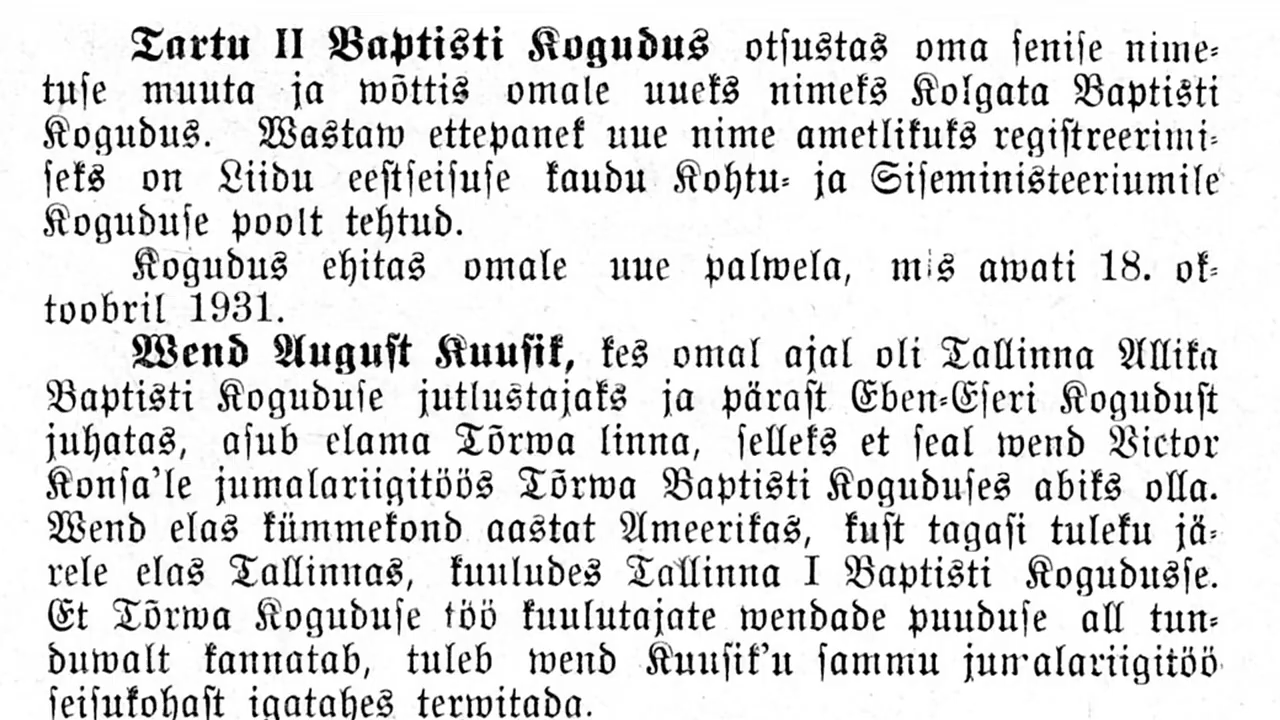 Tartu II Baptisti Kogudus otsustas oma senise nime-
tuse muuta ja wõttis omale uueks nimeks Kolgata Baptisti
Kogudus. Wastaw ettepanek uue nime ametlikuks registreerimi-
seks on Liidu eestseisuse kaudu Kohtu- ja Siseministeeriumile
Koguduse poolt tehtud.
Kogudus ehitas omale uue palwela, mis awati 18. ok-
toobril 1931.
Wend August Kuusik, kes omal ajal oli Tallinna Allika
Baptisti Koguduse jutlustajaks ja pärast Eben-Eseri Kogudust
juhatas, asub elama Tõrwa linna, selleks et seal wend Victor
Konsa'le jumalariigitöös Tõrwa Baptisti Koguduses abiks olla.
Wend elas kümmekond aastat Ameerikas, kust tagasi tuleku jä-
rele elas Tallinnas, kuuludes Tallinna I Baptisti Kogudusse.
Et Tõrwa Koguduse töö kuulutajate wendade puuduse all tun-
duwalt kannatab, tuleb wend Kuusik'u sammu jumalariigitöö
seisukohast igatahes terwitada.